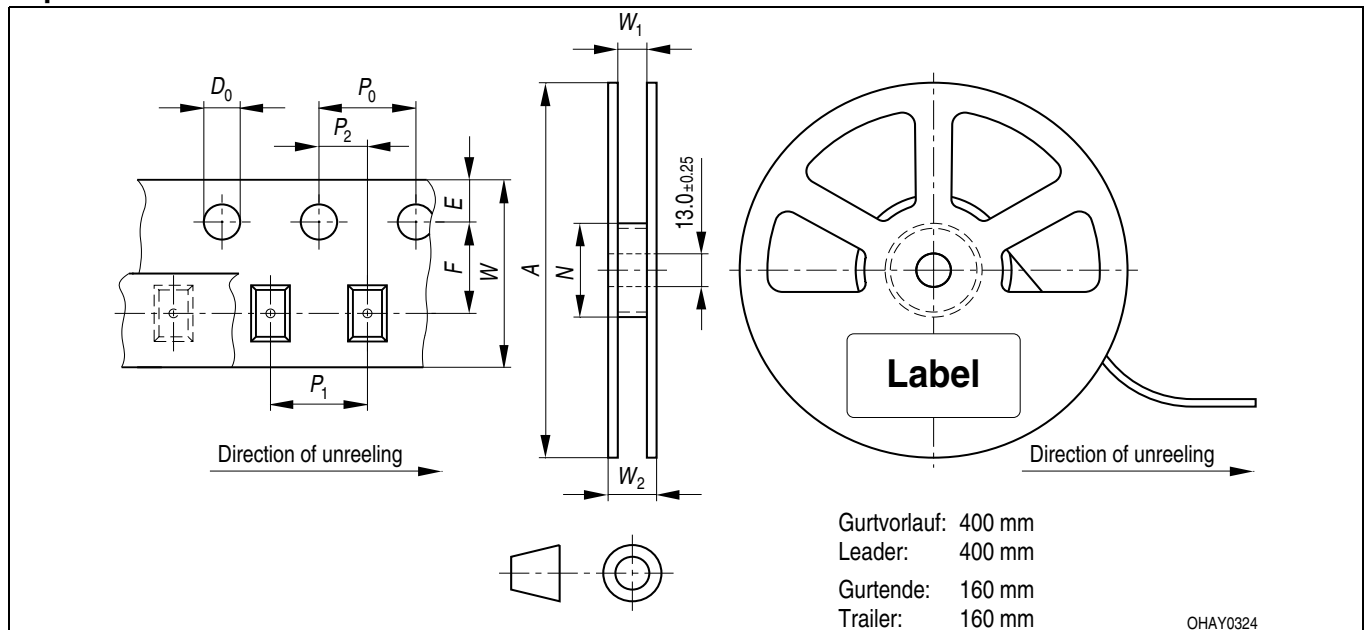 W1
D0
P0
P2
E
F
W
A
N
13.0±0.25
P1
Label
Direction of unreeling
W2
Direction of unreeling
Gurtvorlauf: 400 mm
Leader: 400 mm
Gurtende: 160 mm
Trailer: 160 mm
OHAY0324